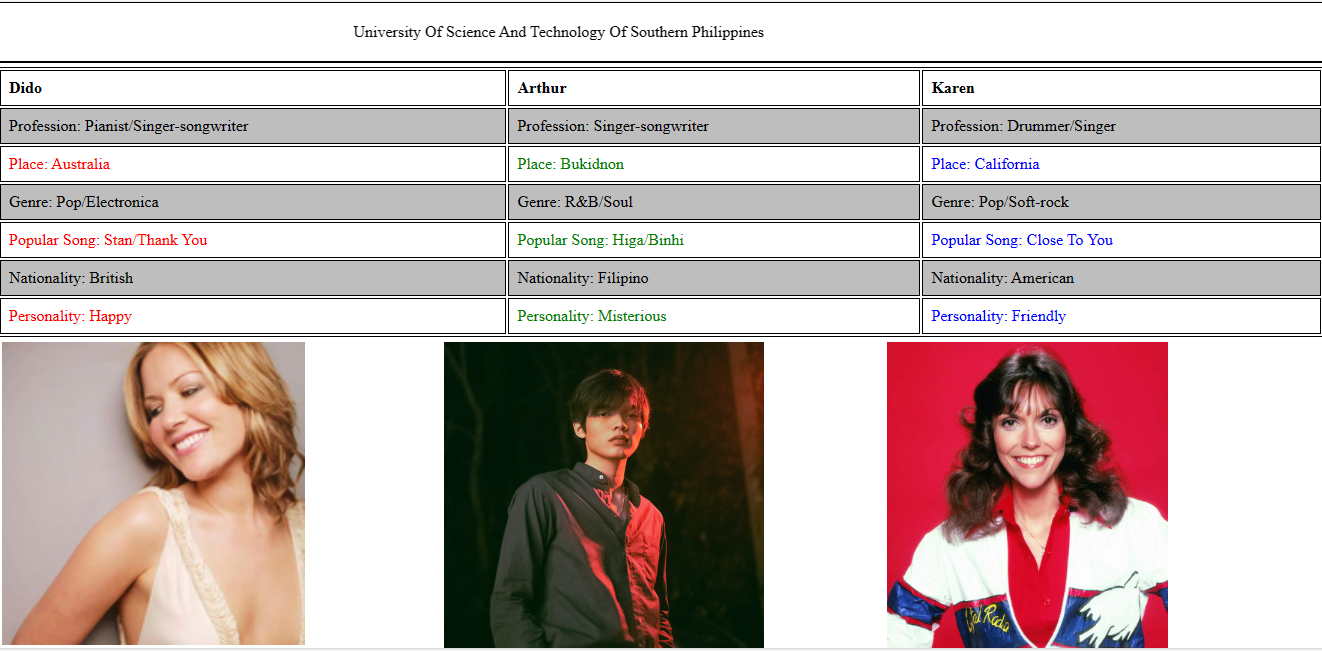 University Of Science And Technology Of Southern Philippines
Dido Arthur Karen
Profession: Pianist/Singer-songwriter Profession: Singer-songwriter Profession: Drummer/Singer
Place: Australia Place: Bukidnon Place: California
Genre: Pop/Electronica Genre: R&B/Soul Genre: Pop/Soft-rock
Popular Song: Stan/Thank You Popular Song: Higa/Binhi Popular Song: Close To You
Nationality: British Nationality: Filipino Nationality: American
Personality: Happy Personality: Misterious Personality: Friendly